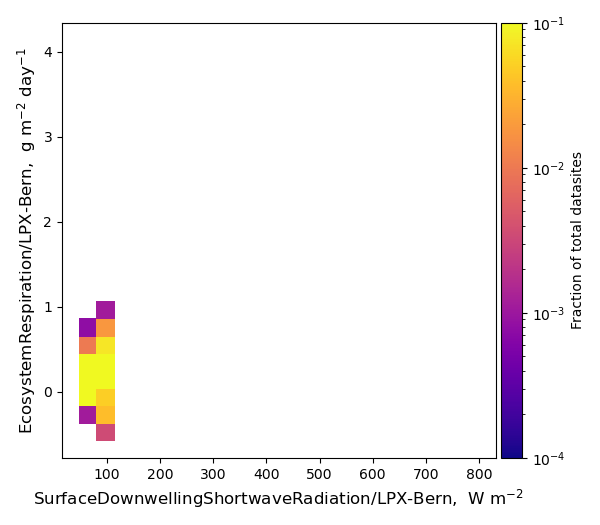 4
3
2
1
0
100 200 300 400 500 600 700 800
SurfaceDownwellingShortwaveRadiation/LPX-Bern, W m⁻²
EcosystemRespiration/LPX-Bern, g m⁻² day⁻¹
10⁻¹
10⁻²
10⁻³
10⁻⁴
Fraction of total datasites